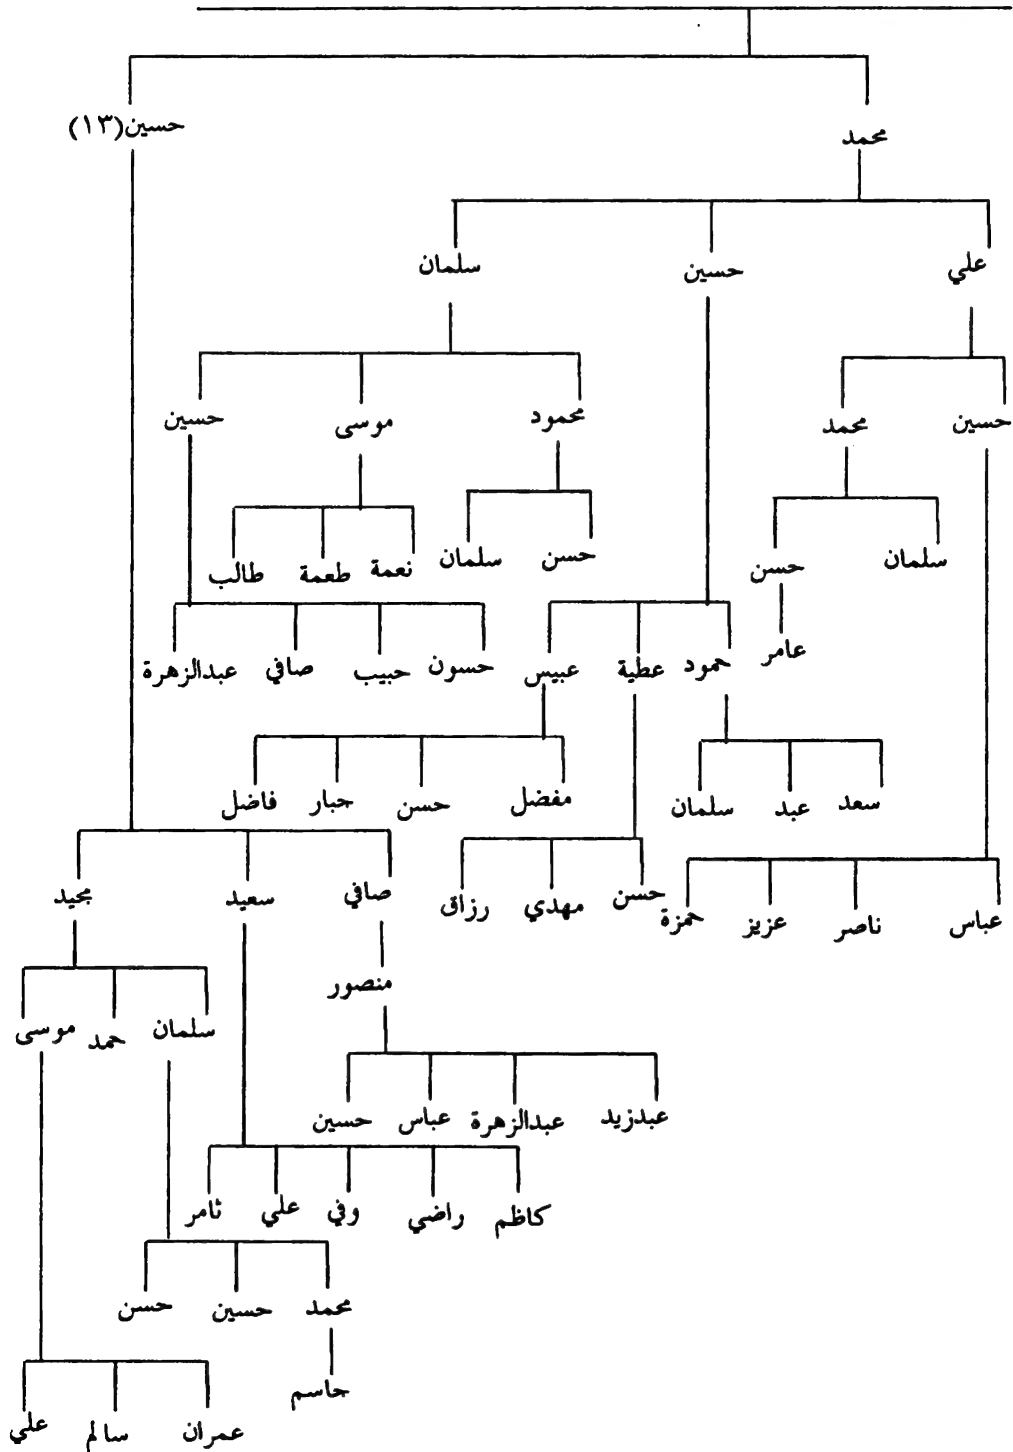 محمد حسين(١٣)
علي حسين سلمان
حسين محمد محمود موسى حسين
سلمان حسن حسن سلمان نعمة طعمة طالب
عامر حمود عطية عبيس حسون حبيب صافي عبدالزهرة
سعد عبد سلمان مفضل حسن جبار فاضل
عباس ناصر عزيز حمزة حسن مهدي رزاق صافي سعيد مجيد
منصور
سلمان حمد موسى
عبدزيد عبدالزهرة عباس حسين
كاظم راضي وفي علي ثامر
محمد حسين حسن
جاسم
عمران سالم علي